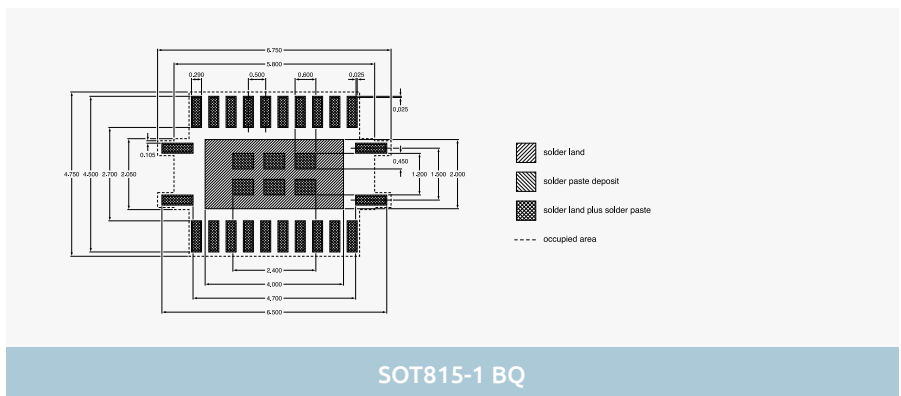 6.750
5.800
0.290 0.500 0.600 0.025
0.025
0.105
0.450
4.750 4.500 2.700 2.050 1.200 1.500 2.000
2.400
4.000
4.700
6.500
solder land
solder paste deposit
solder land plus solder paste
occupied area
SOT815-1 BQ